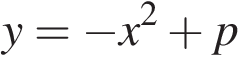 y = −x² + p